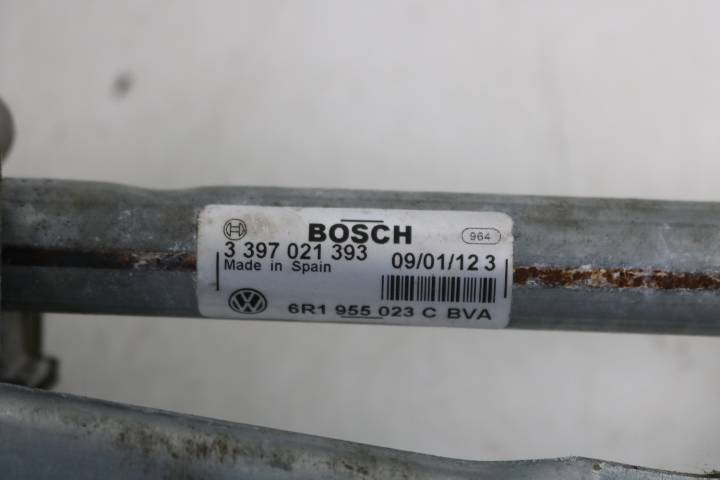 BOSCH
964
3 397 021 393
Made in Spain
09/01/12 3
6R1 955 023 C BVA